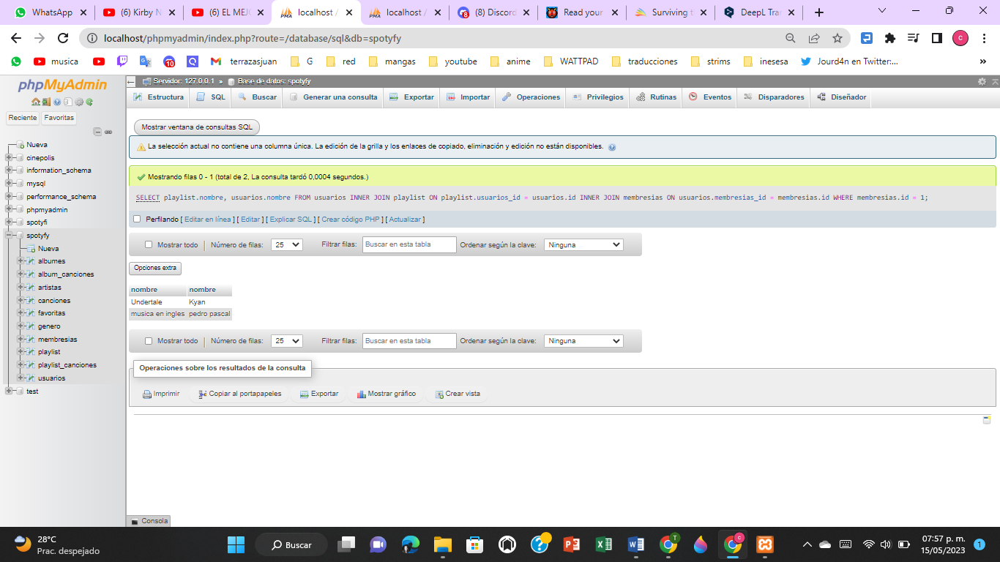 WhatsApp
(6) Kirby N
(6) EL MEJ
localhost /
localhost /
(8) Discord
Read your
Surviving t
DeepL Tra
localhost/phpmyadmin/index.php?route=/database/sql&db=spotyfy
c
musica
10
terrazasjuan
G
red
mangas
youtube
anime
WATTPAD
traducciones
strims
inesesa
Jourd4n en Twitter:...
»
phpMyAdmin
Reciente
Favoritas
Nueva
cinepolis
information_schema
mysql
performance_schema
phpmyadmin
spotyfi
spotyfy
Nueva
albumes
album_canciones
artistas
canciones
favoritas
genero
membresias
playlist
playlist_canciones
usuarios
test
Servidor: 127.0.0.1 » Base de datos: spotyfy
Estructura
SQL
Buscar
Generar una consulta
Exportar
Importar
Operaciones
Privilegios
Rutinas
Eventos
Disparadores
Diseñador
Mostrar ventana de consultas SQL
La selección actual no contiene una columna única. La edición de la grilla y los enlaces de copiado, eliminación y edición no están disponibles.
Mostrando filas 0 - 1 (total de 2, La consulta tardó 0,0004 segundos.)
SELECT playlist.nombre, usuarios.nombre FROM usuarios INNER JOIN playlist ON playlist.usuarios_id = usuarios.id INNER JOIN membresias ON usuarios.membresias_id = membresias.id WHERE membresias.id = 1;
Perfilando [ Editar en línea ] [ Editar ] [ Explicar SQL ] [ Crear código PHP ] [ Actualizar ]
Mostrar todo | Número de filas: 25 Filtrar filas: Buscar en esta tabla Ordenar según la clave: Ninguna
Opciones extra
nombre nombre
Undertale Kyan
musica en ingles pedro pascal
Mostrar todo | Número de filas: 25 Filtrar filas: Buscar en esta tabla Ordenar según la clave: Ninguna
Operaciones sobre los resultados de la consulta
Imprimir
Copiar al portapapeles
Exportar
Mostrar gráfico
Crear vista
Consola
28°C
Prac. despejado
Buscar
07:57 p. m.
15/05/2023
1